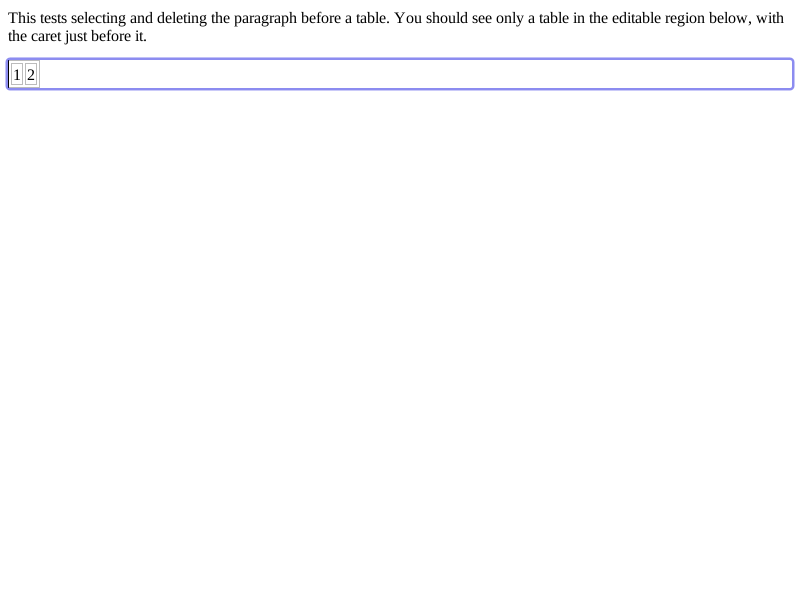 This tests selecting and deleting the paragraph before a table. You should see only a table in the editable region below, with
the caret just before it.
1 2